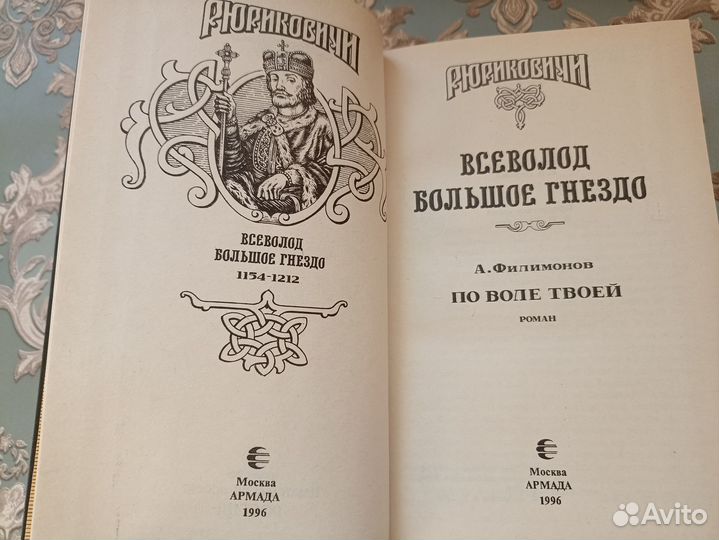 РЮРИКОВИЧИ
ВСЕВОЛОД
БОЛЬШОЕ ГНЕЗДО
1154-1212
Москва
АРМАДА
1996
РЮРИКОВИЧИ
ВСЕВОЛОД
БОЛЬШОЕ ГНЕЗДО
А. Филимонов
ПО ВОЛЕ ТВОЕЙ
РОМАН
Москва
АРМАДА
1996
Avito